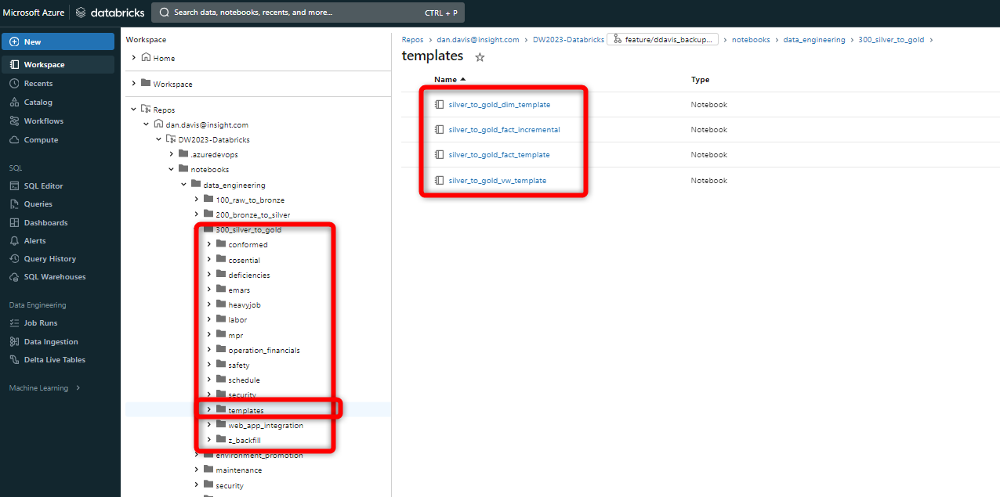 Microsoft Azure databricks Search data, notebooks, recents, and more... CTRL + P
New
Workspace
Recents
Catalog
Workflows
Compute
SQL
SQL Editor
Queries
Dashboards
Alerts
Query History
SQL Warehouses
Data Engineering
Job Runs
Data Ingestion
Delta Live Tables
Machine Learning
Workspace
Home
Workspace
Repos
dan.davis@insight.com
DW2023-Databricks
.azuredevops
notebooks
data_engineering
100_raw_to_bronze
200_bronze_to_silver
300_silver_to_gold
conformed
cosential
deficiencies
emars
heavyjob
labor
mpr
operation_financials
safety
schedule
security
templates
web_app_integration
z_backfill
environment_promotion
maintenance
security
Repos > dan.davis@insight.com > DW2023-Databricks feature/ddavis_backup... > notebooks > data_engineering > 300_silver_to_gold >
templates
Name Type
silver_to_gold_dim_template Notebook
silver_to_gold_fact_incremental Notebook
silver_to_gold_fact_template Notebook
silver_to_gold_vw_template Notebook